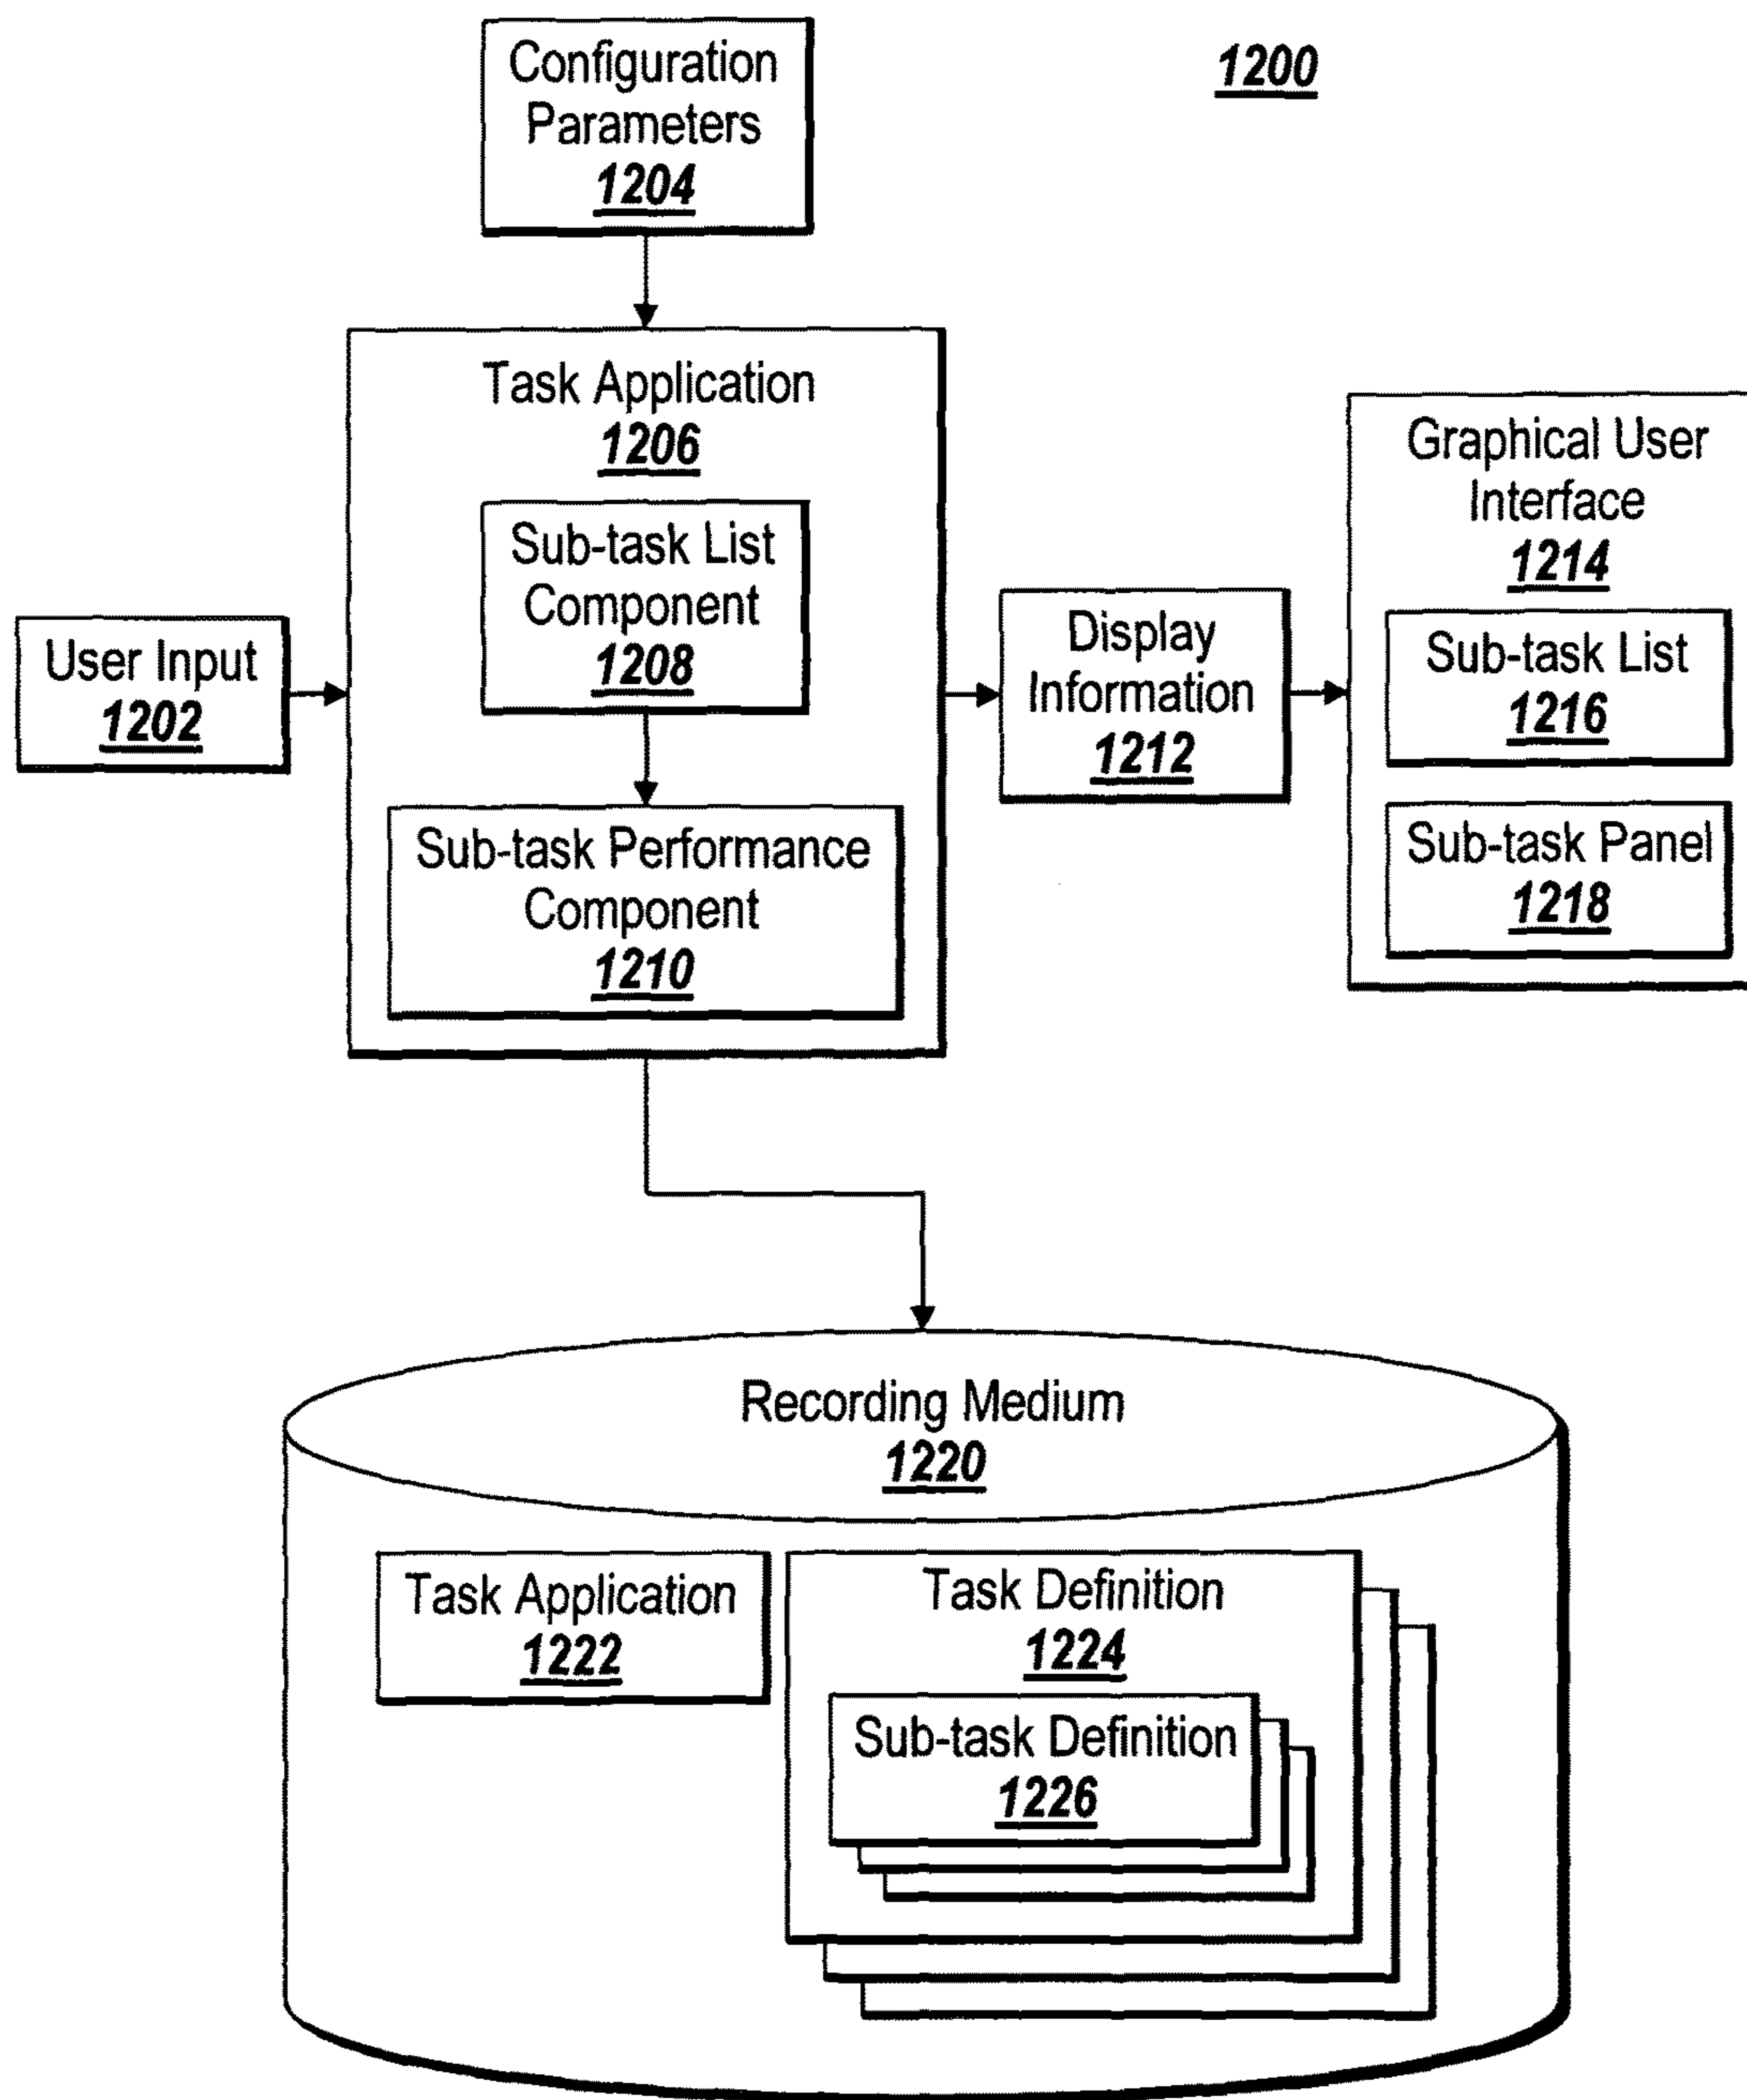 Configuration
Parameters
1204
1200
Task Application
1206
Sub-task List
Component
1208
Sub-task Performance
Component
1210
User Input
1202
Display
Information
1212
Graphical User
Interface
1214
Sub-task List
1216
Sub-task Panel
1218
Recording Medium
1220
Task Application
1222
Task Definition
1224
Sub-task Definition
1226